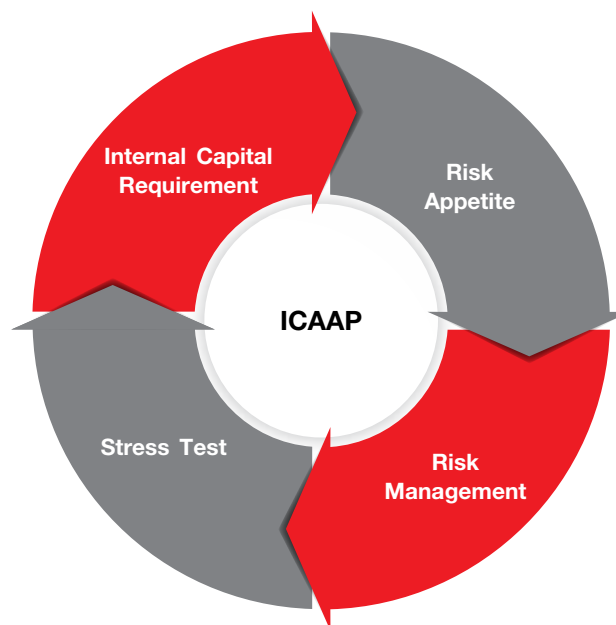 Internal Capital
Requirement
Risk
Appetite
ICAAP
Stress Test
Risk
Management